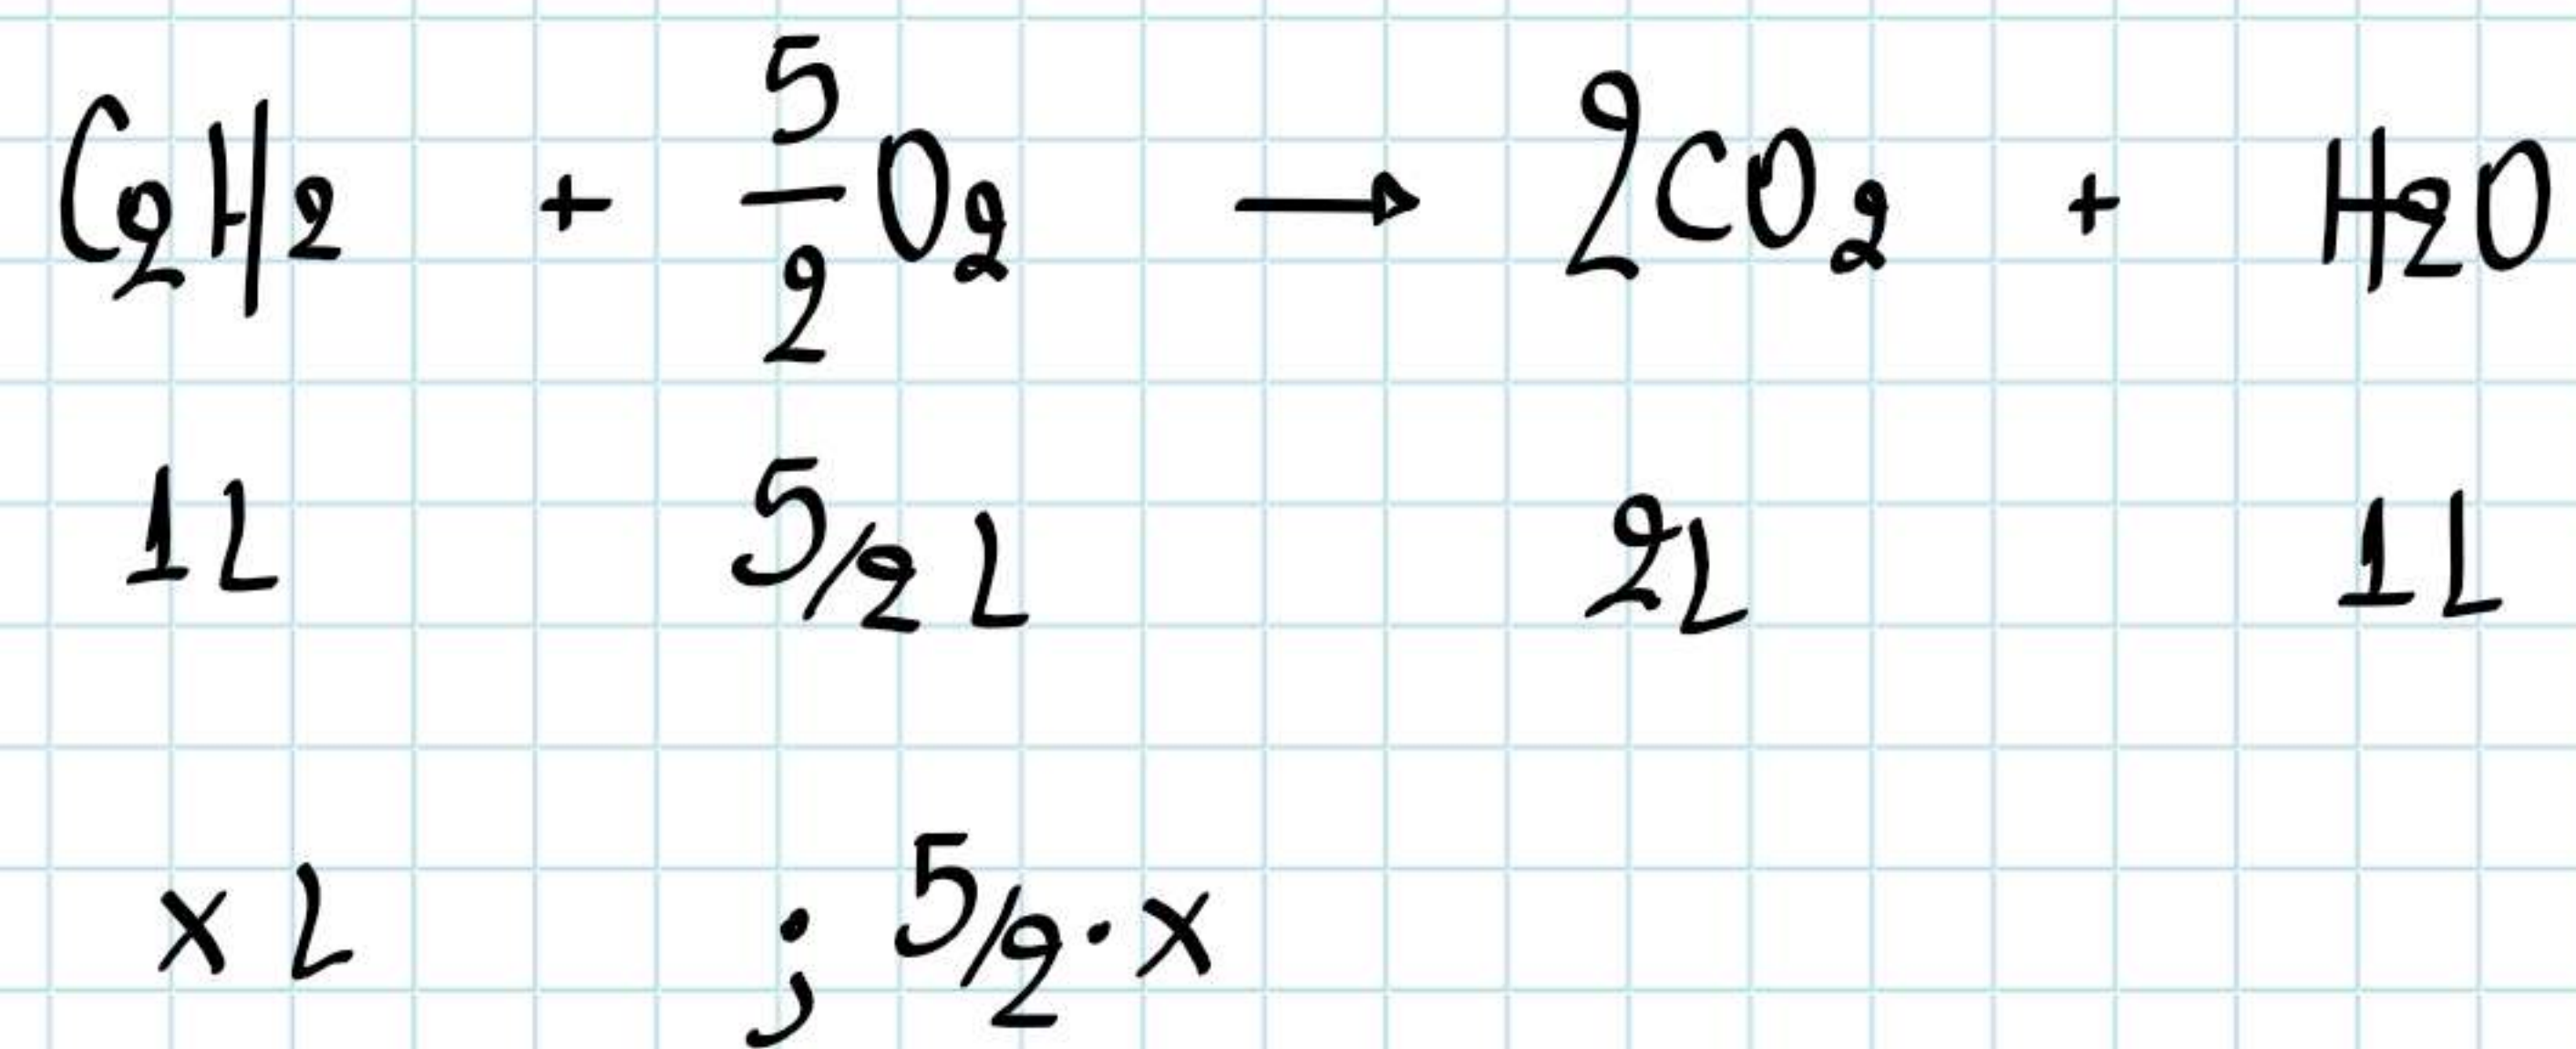 C₂H₂ + 5/2 O₂ → 2CO₂ + H₂O
1L 5/2 L 2L 1L
x L ; 5/2 · x